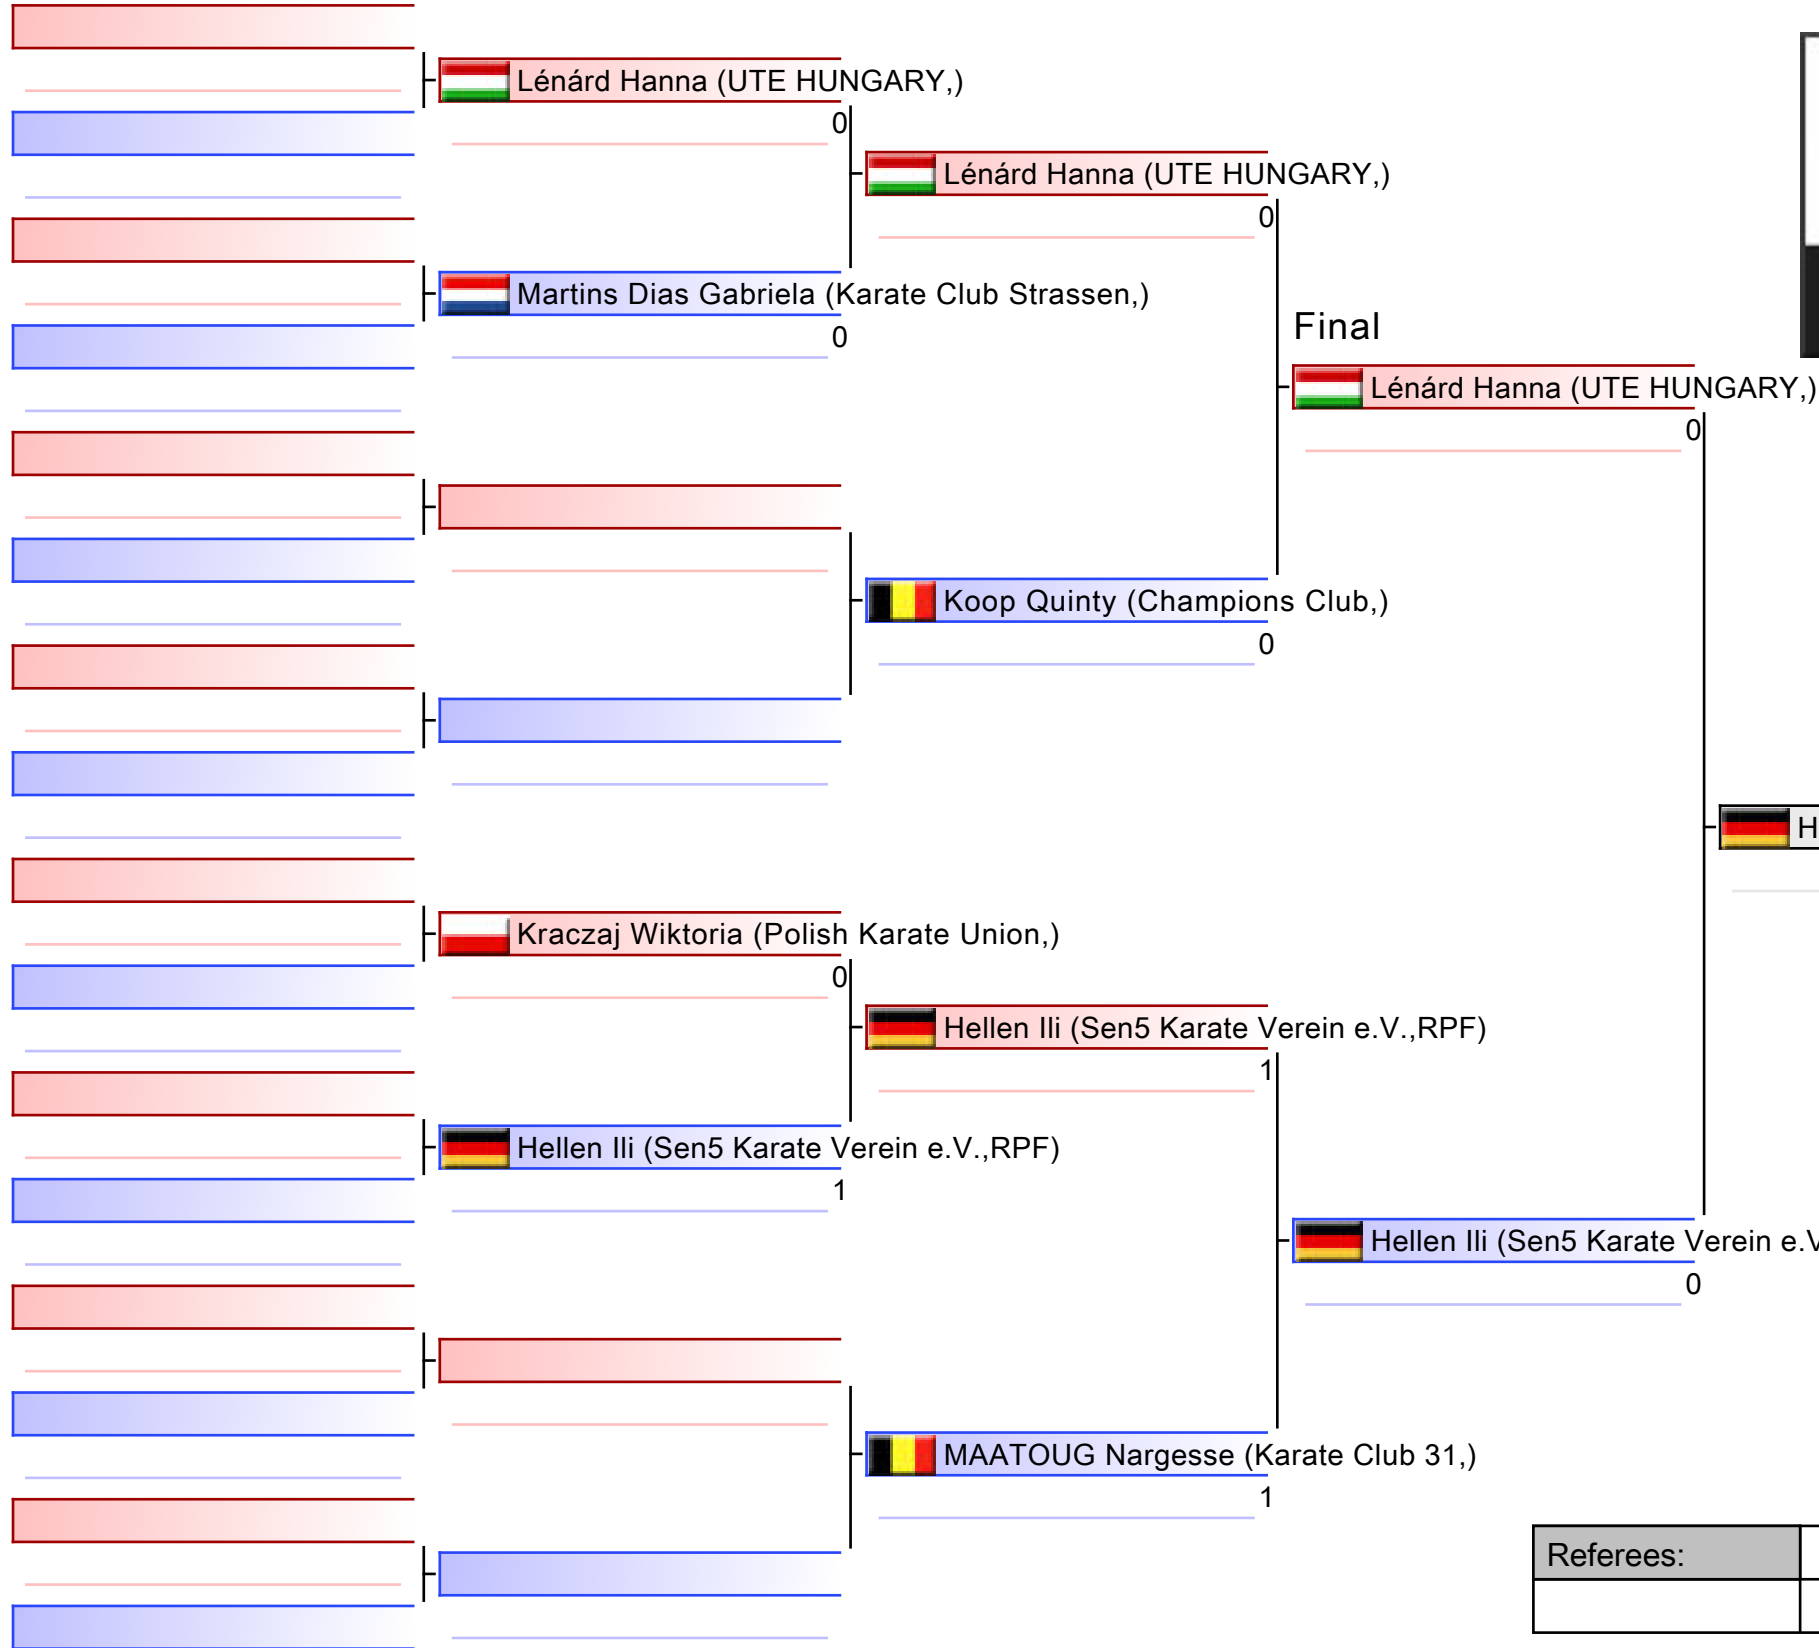 Lénárd Hanna (UTE HUNGARY,)
0
Martins Dias Gabriela (Karate Club Strassen,)
0
Kraczaj Wiktoria (Polish Karate Union,)
0
Hellen Ili (Sen5 Karate Verein e.V.,RPF)
1
Lénárd Hanna (UTE HUNGARY,)
0
Koop Quinty (Champions Club,)
0
Hellen Ili (Sen5 Karate Verein e.V.,RPF)
1
MAATOUG Nargesse (Karate Club 31,)
1
Final
Lénárd Hanna (UTE HUNGARY,)
0
Hellen Ili (Sen5 Karate Verein e.V
0
H
Referees: